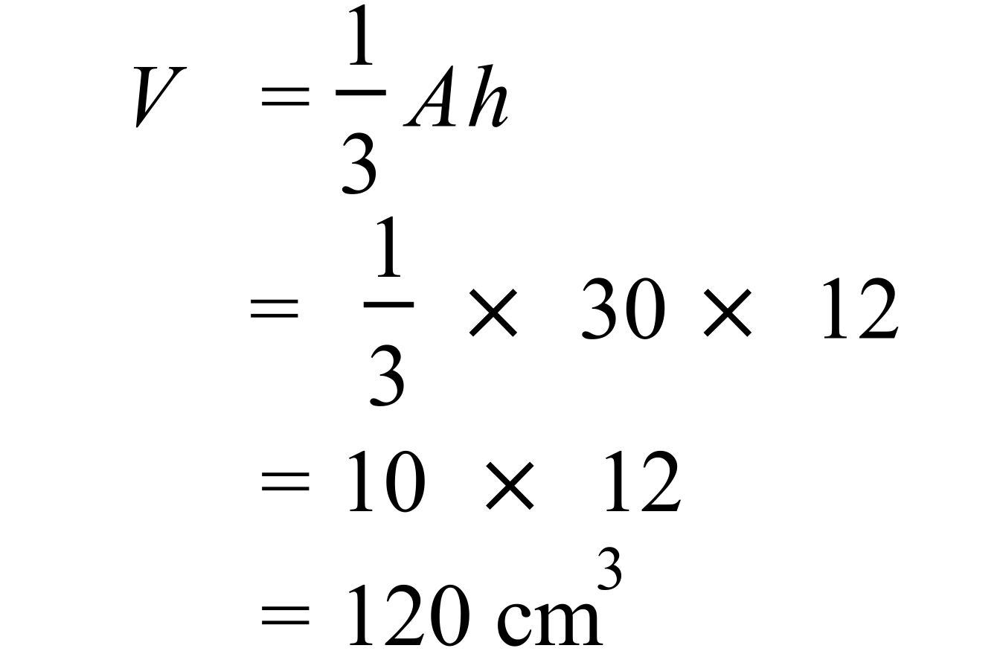 V = 1/3 Ah
= 1/3 × 30 × 12
= 10 × 12
= 120 cm³